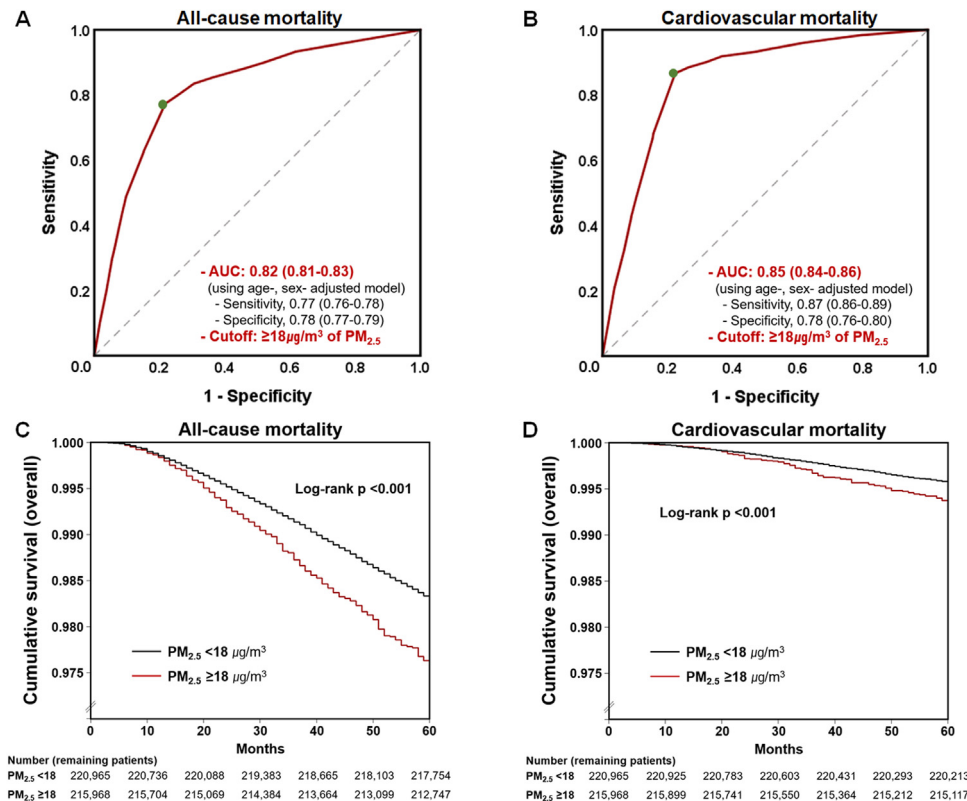 A
All-cause mortality
1.0
0.8
0.6
0.4
0.2
0.0
0.2
0.4
0.6
0.8
1.0
Sensitivity
1 - Specificity
- AUC: 0.82 (0.81-0.83)
(using age-, sex- adjusted model)
- Sensitivity, 0.77 (0.76-0.78)
- Specificity, 0.78 (0.77-0.79)
- Cutoff: ≥18㎍/m³ of PM₂.₅
B
Cardiovascular mortality
1.0
0.8
0.6
0.4
0.2
0.0
0.2
0.4
0.6
0.8
1.0
Sensitivity
1 - Specificity
- AUC: 0.85 (0.84-0.86)
(using age-, sex- adjusted model)
- Sensitivity, 0.87 (0.86-0.89)
- Specificity, 0.78 (0.76-0.80)
- Cutoff: ≥18㎍/m³ of PM₂.₅
C
All-cause mortality
1.000
0.995
0.990
0.985
0.980
0.975
Cumulative survival (overall)
Log-rank p <0.001
PM₂.₅ <18 µg/m³
PM₂.₅ ≥18 µg/m³
0
10
20
30
40
50
60
Months
Number (remaining patients)
PM₂.₅ <18 220,965 220,736 220,088 219,383 218,665 218,103 217,754
PM₂.₅ ≥18 215,968 215,704 215,069 214,384 213,664 213,099 212,747
D
Cardiovascular mortality
1.000
0.995
0.990
0.985
0.980
0.975
Cumulative survival (overall)
Log-rank p <0.001
PM₂.₅ <18 µg/m³
PM₂.₅ ≥18 µg/m³
0
10
20
30
40
50
60
Months
Number (remaining patients)
PM₂.₅ <18 220,965 220,925 220,783 220,603 220,431 220,293 220,213
PM₂.₅ ≥18 215,968 215,899 215,741 215,550 215,364 215,212 215,117